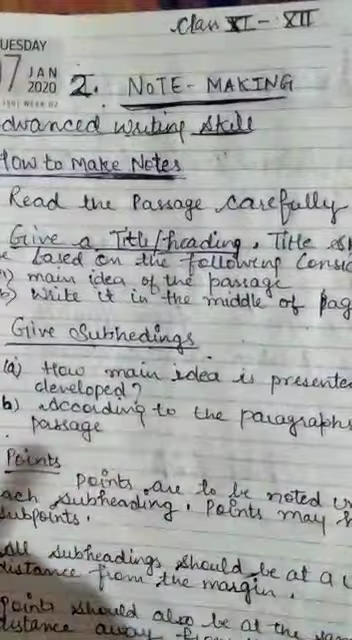 Class XI - XII
TUESDAY
07 JAN
2020
2. NOTE-MAKING
Advanced Writing Skill
How to Make Notes
Read the Passage carefully
Give a Title/heading, Title
based on the following
main idea of the passage
b) Write it in the middle of
Give Subhedings
(a) How main idea is presented
developed?
b) According to the paragraphs
passage
Points
Points are to be noted
each subheading. Points may
subpoints.
All subheadings should be at a
distance from the margin.
Points should also be at the
distance away from